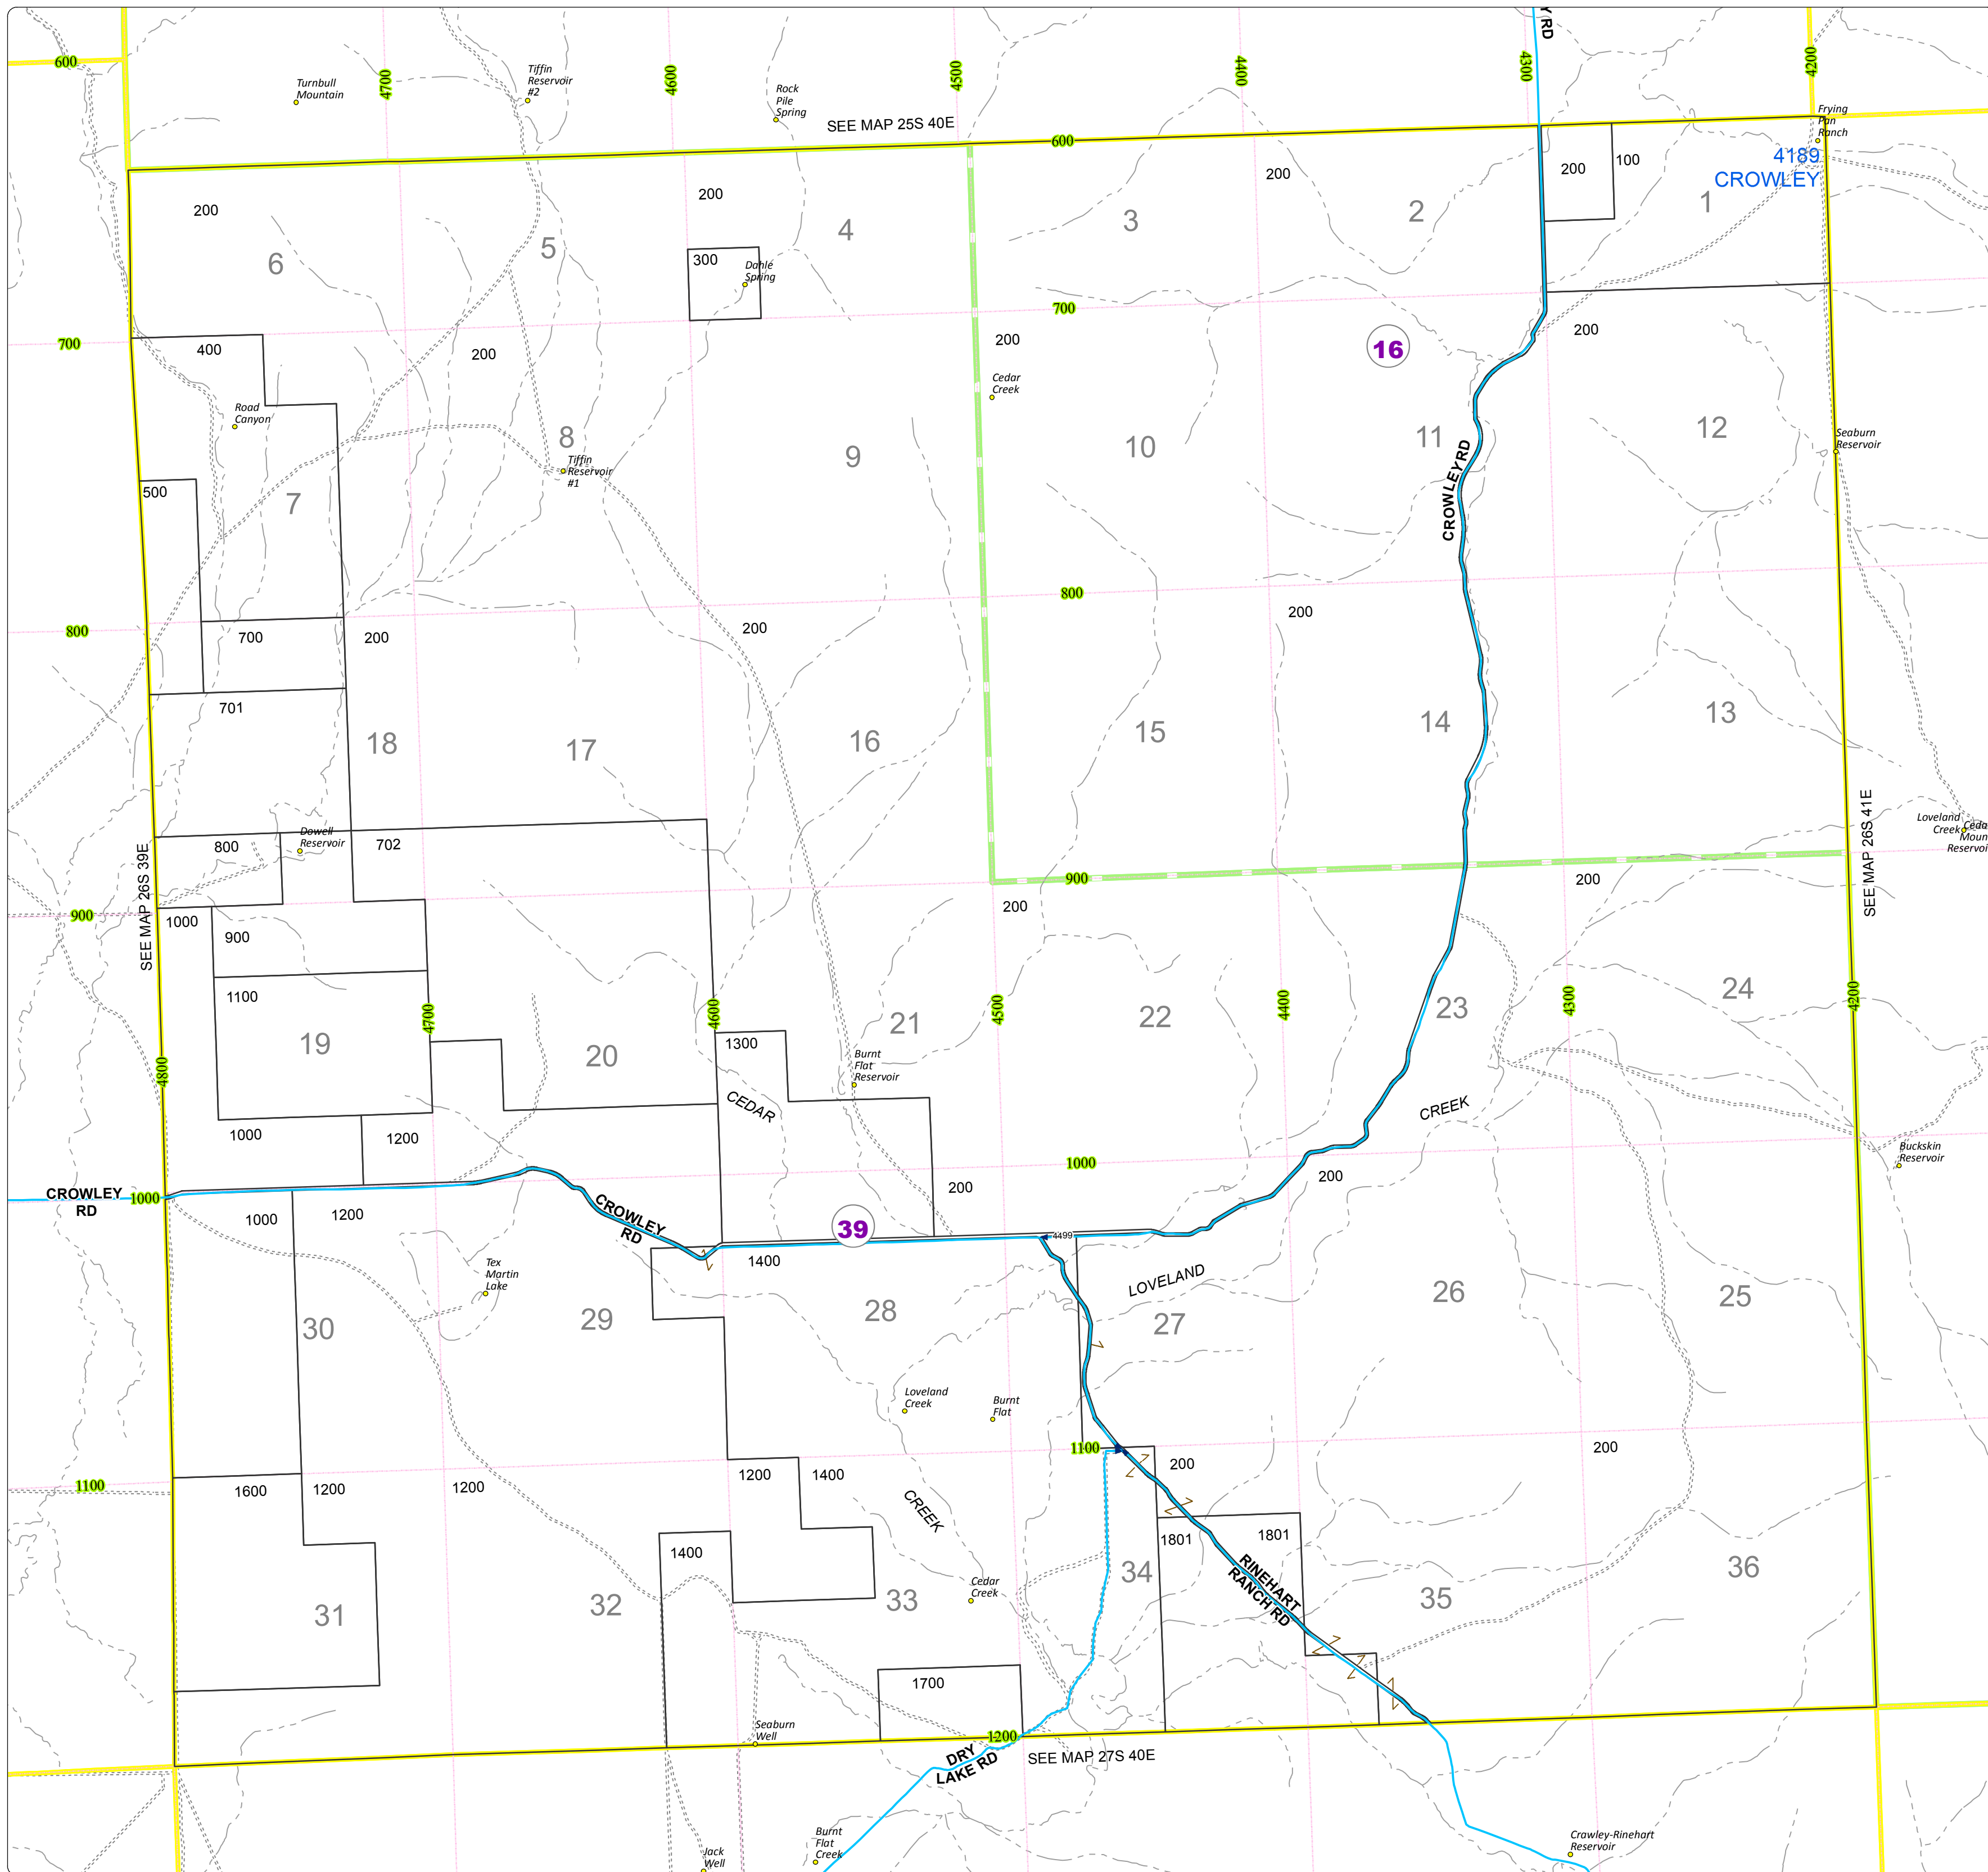 Y RD
600
4700
4600
4500
4400
4300
4200
Turnbull
Mountain
Tiffin
Reservoir
#2
Rock
Pile
Spring
SEE MAP 25S 40E
600
Frying
Pan
Ranch
4189
CROWLEY
200
200
200
200
100
6
5
4
3
2
1
300
Dahle
Spring
700
700
400
200
200
200
16
Cedar
Creek
Road
Canyon
CROWLEY RD
Seaburn
Reservoir
7
8
9
10
11
12
Tiffin
Reservoir
#1
500
800
800
700
200
200
200
701
18
17
16
15
14
13
SEE MAP 26S 39E
SEE MAP 26S 41E
Loveland
Creek
800
Dowell
Reservoir
702
900
900
200
200
1000
900
1100
4800
4700
4600
4500
4400
4300
4200
19
20
21
22
23
24
1300
Burnt
Flat
Reservoir
CEDAR
CREEK
1000
1200
1000
200
200
Buckskin
Reservoir
CROWLEY
RD
1000
1000
1200
CROWLEY
RD
39
4499
1400
Tex
Martin
Lake
LOVELAND
30
29
28
27
26
25
Loveland
Creek
Burnt
Flat
1100
1100
200
200
1600
1200
1200
1200
1400
CREEK
1400
1801
1801
RINEHART
RANCH RD
Cedar
Creek
31
32
33
34
35
36
1700
Seaburn
Well
1200
DRY
LAKE RD
SEE MAP 27S 40E
Jack
Well
Burnt
Flat
Creek
Crawley-Rinehart
Reservoir